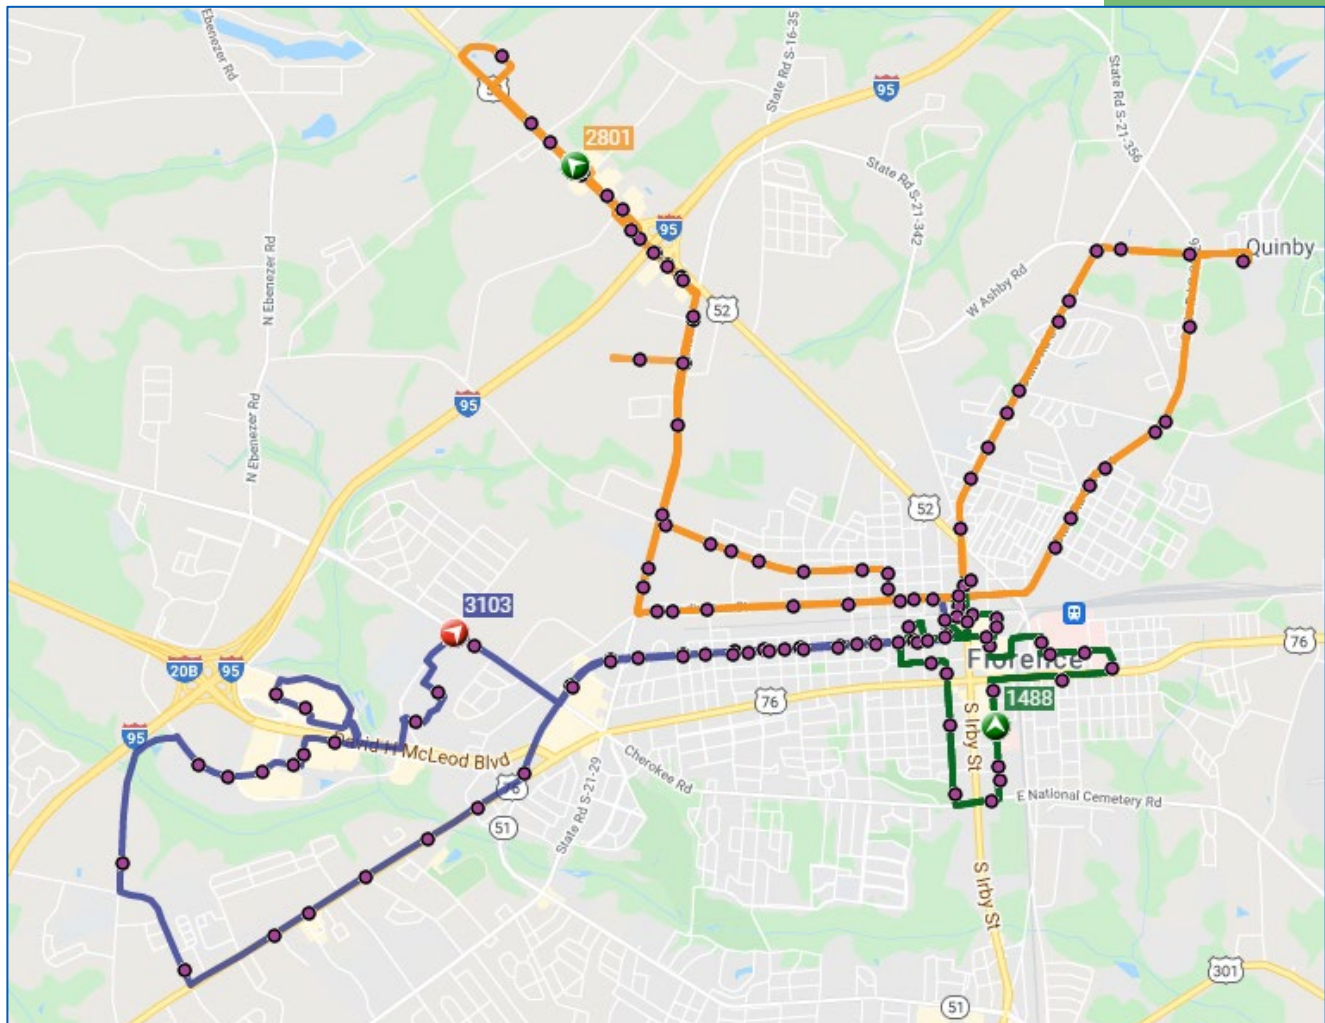 Ebenezer Rd
State Rd S-16-35
95
State Rd S-21-356
2801
State Rd S-21-342
95
Quinby
N Ebenezer Rd
W Ashby Rd
52
95
N Ebenezer Rd
52
3103
76
Florence
20B
95
76
1488
95
David H McLeod Blvd
S Irby St
Cherokee Rd
76
51
State Rd S-21-29
E National Cemetery Rd
S Irby St
301
51